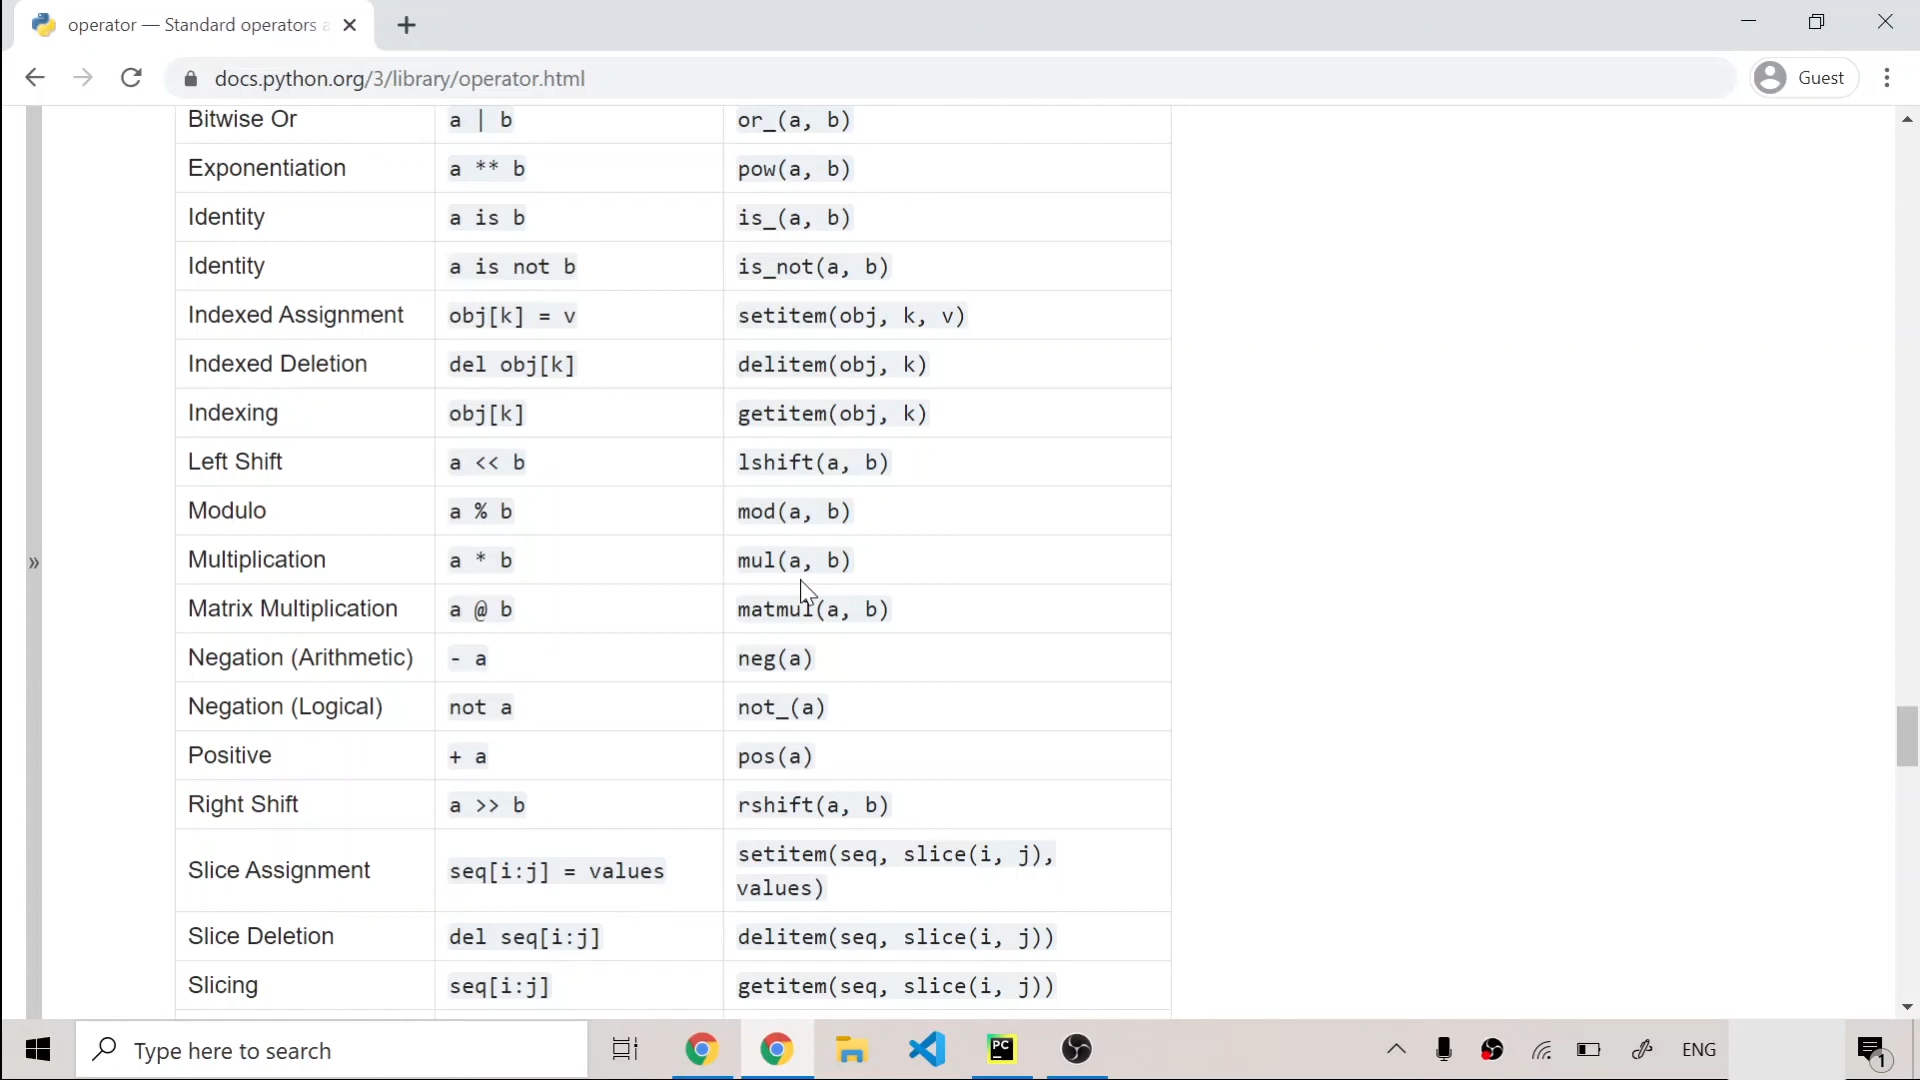 operator — Standard operators a
docs.python.org/3/library/operator.html
Guest
Bitwise Or a | b or_(a, b)
Exponentiation a ** b pow(a, b)
Identity a is b is_(a, b)
Identity a is not b is_not(a, b)
Indexed Assignment obj[k] = v setitem(obj, k, v)
Indexed Deletion del obj[k] delitem(obj, k)
Indexing obj[k] getitem(obj, k)
Left Shift a << b lshift(a, b)
Modulo a % b mod(a, b)
Multiplication a * b mul(a, b)
Matrix Multiplication a @ b matmul(a, b)
Negation (Arithmetic) - a neg(a)
Negation (Logical) not a not_(a)
Positive + a pos(a)
Right Shift a >> b rshift(a, b)
Slice Assignment seq[i:j] = values setitem(seq, slice(i, j),
values)
Slice Deletion del seq[i:j] delitem(seq, slice(i, j))
Slicing seq[i:j] getitem(seq, slice(i, j))
»
Type here to search
PC
ENG
1